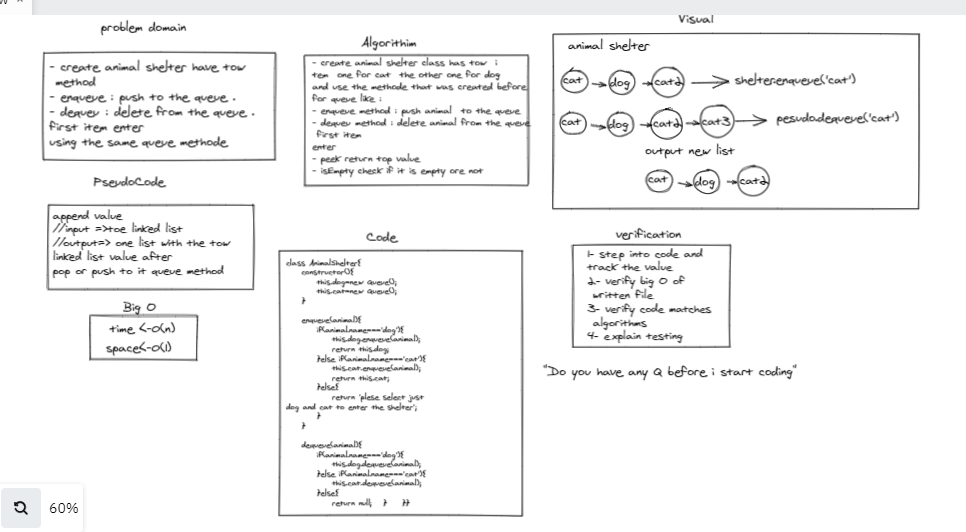 problem domain
- create animal shelter have tow
method
- enqueue : push to the queue .
- dequev : delete from the queue .
first item enter
using the same queue methode
PseudoCode
append value
//input =>toe linked list
//output=> one list with the tow
linked list value after
pop or push to it queue method
Big O
time <-o(n)
space<-o(1)
Algorithim
- create animal shelter class has tow i
tem one for cat the other one for dog
and use the methode that was created before
for queue like :
- enqueve methode : push animal to the queue
- dequev method : delete animal from the queue
first item
enter
- peek return top value
- isEmpty check if it is empty ore not
Code
class AnimalShelter{
constructor(){
this.dog=new queue();
this.cat=new queue();
}
enqueue(animal){
if(animal.name==='dog'){
this.dog.enqueue(animal);
return this.dog;
}else if(animal.name==='cat'){
this.cat.enqueue(animal);
return this.cat;
}else{
return 'plese select just
dog and cat to enter the shelter';
}
}
dequeue(animal){
if(animal.name==='dog'){
this.dog.dequeue(animal);
}else if(animal.name==='cat'){
this.cat.dequeue(animal);
}else{
return null; } }}
Visual
animal shelter
cat dog cat2 shelter.enqueue('cat')
cat dog cat2 cat3 pesudo.dequeue('cat')
output new list
cat dog cat2
verification
1- step into code and
track the value
2- verify big O of
written file
3- verify code matches
algorithms
4- explain testing
"Do you have any Q before i start coding"
60%